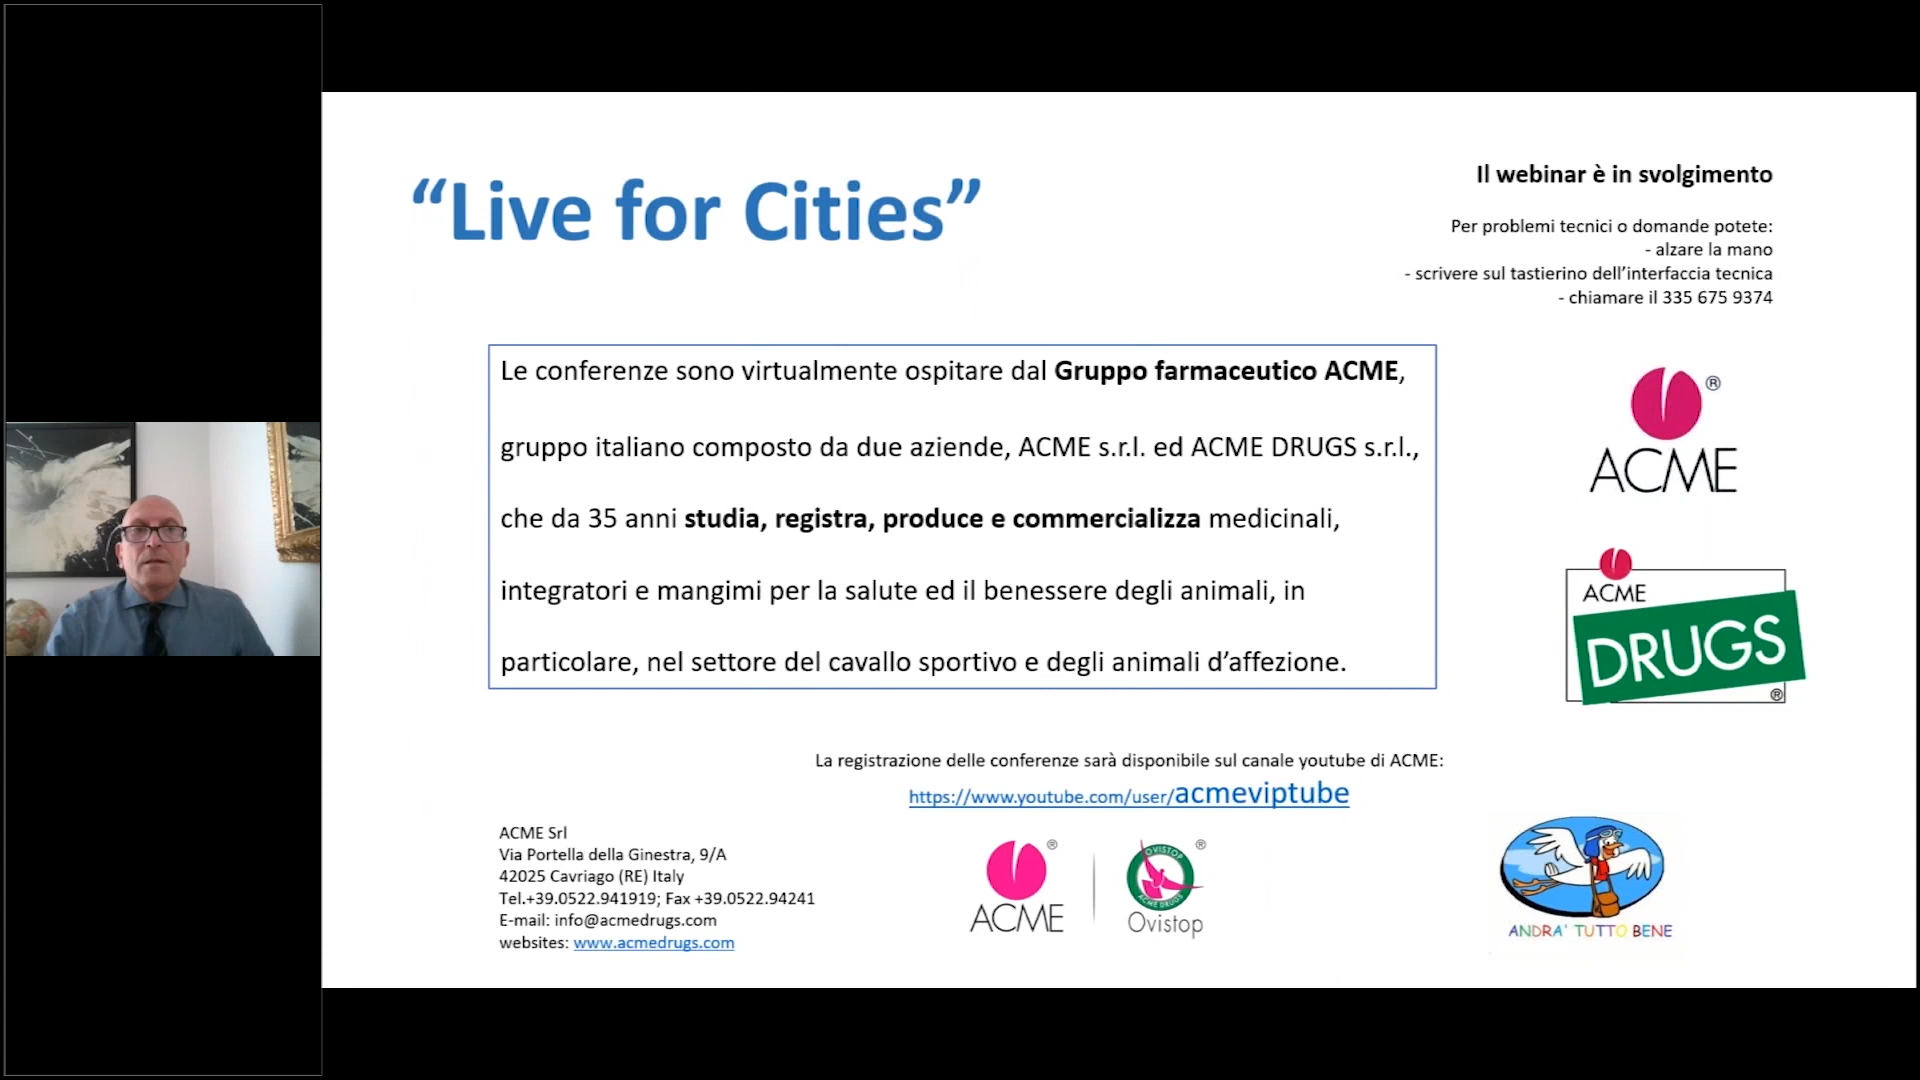 “Live for Cities”
Il webinar è in svolgimento
Per problemi tecnici o domande potete:
- alzare la mano
- scrivere sul tastierino dell’interfaccia tecnica
- chiamare il 335 675 9374
Le conferenze sono virtualmente ospitare dal Gruppo farmaceutico ACME,
gruppo italiano composto da due aziende, ACME s.r.l. ed ACME DRUGS s.r.l.,
che da 35 anni studia, registra, produce e commercializza medicinali,
integratori e mangimi per la salute ed il benessere degli animali, in
particolare, nel settore del cavallo sportivo e degli animali d’affezione.
®
ACME
ACME
DRUGS
®
La registrazione delle conferenze sarà disponibile sul canale youtube di ACME:
https://www.youtube.com/user/acmeviptube
ACME Srl
Via Portella della Ginestra, 9/A
42025 Cavriago (RE) Italy
Tel.+39.0522.941919; Fax +39.0522.94241
E-mail: info@acmedrugs.com
websites: www.acmedrugs.com
®
ACME
®
OVISTOP
ACME DRUGS
Ovistop
ANDRA' TUTTO BENE